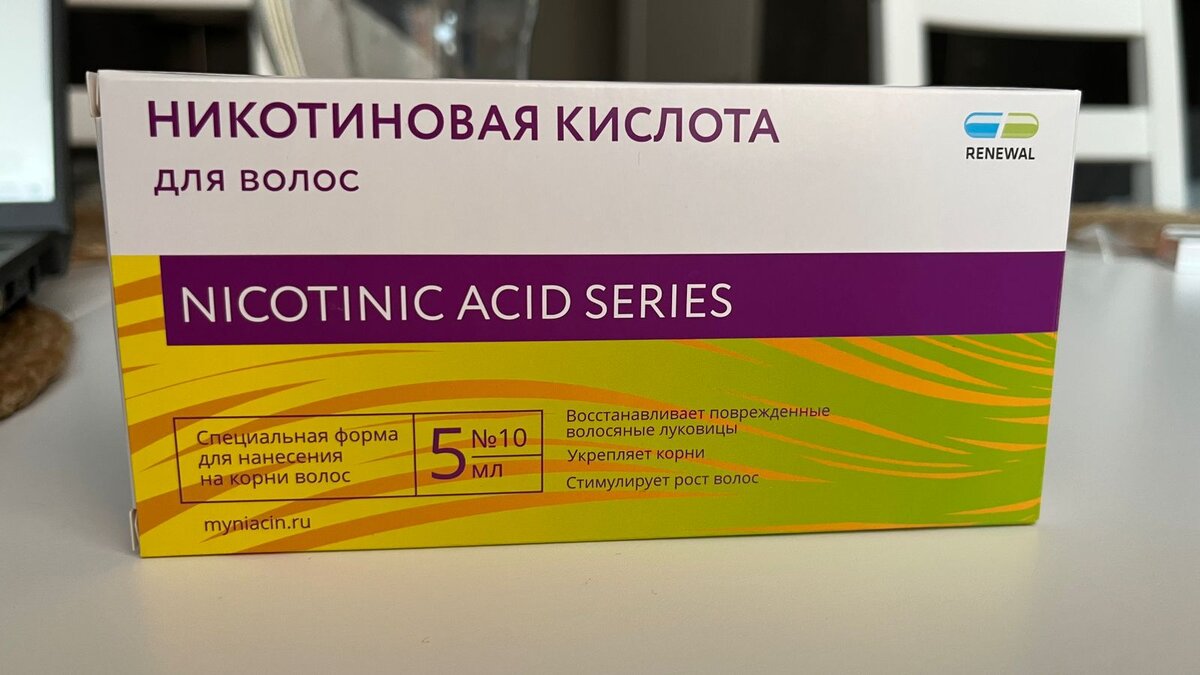 НИКОТИНОВАЯ КИСЛОТА
для волос
RENEWAL
NICOTINIC ACID SERIES
Специальная форма
для нанесения
на корни волос
5 №10
мл
Восстанавливает поврежденные
волосяные луковицы
Укрепляет корни
Стимулирует рост волос
myniacin.ru